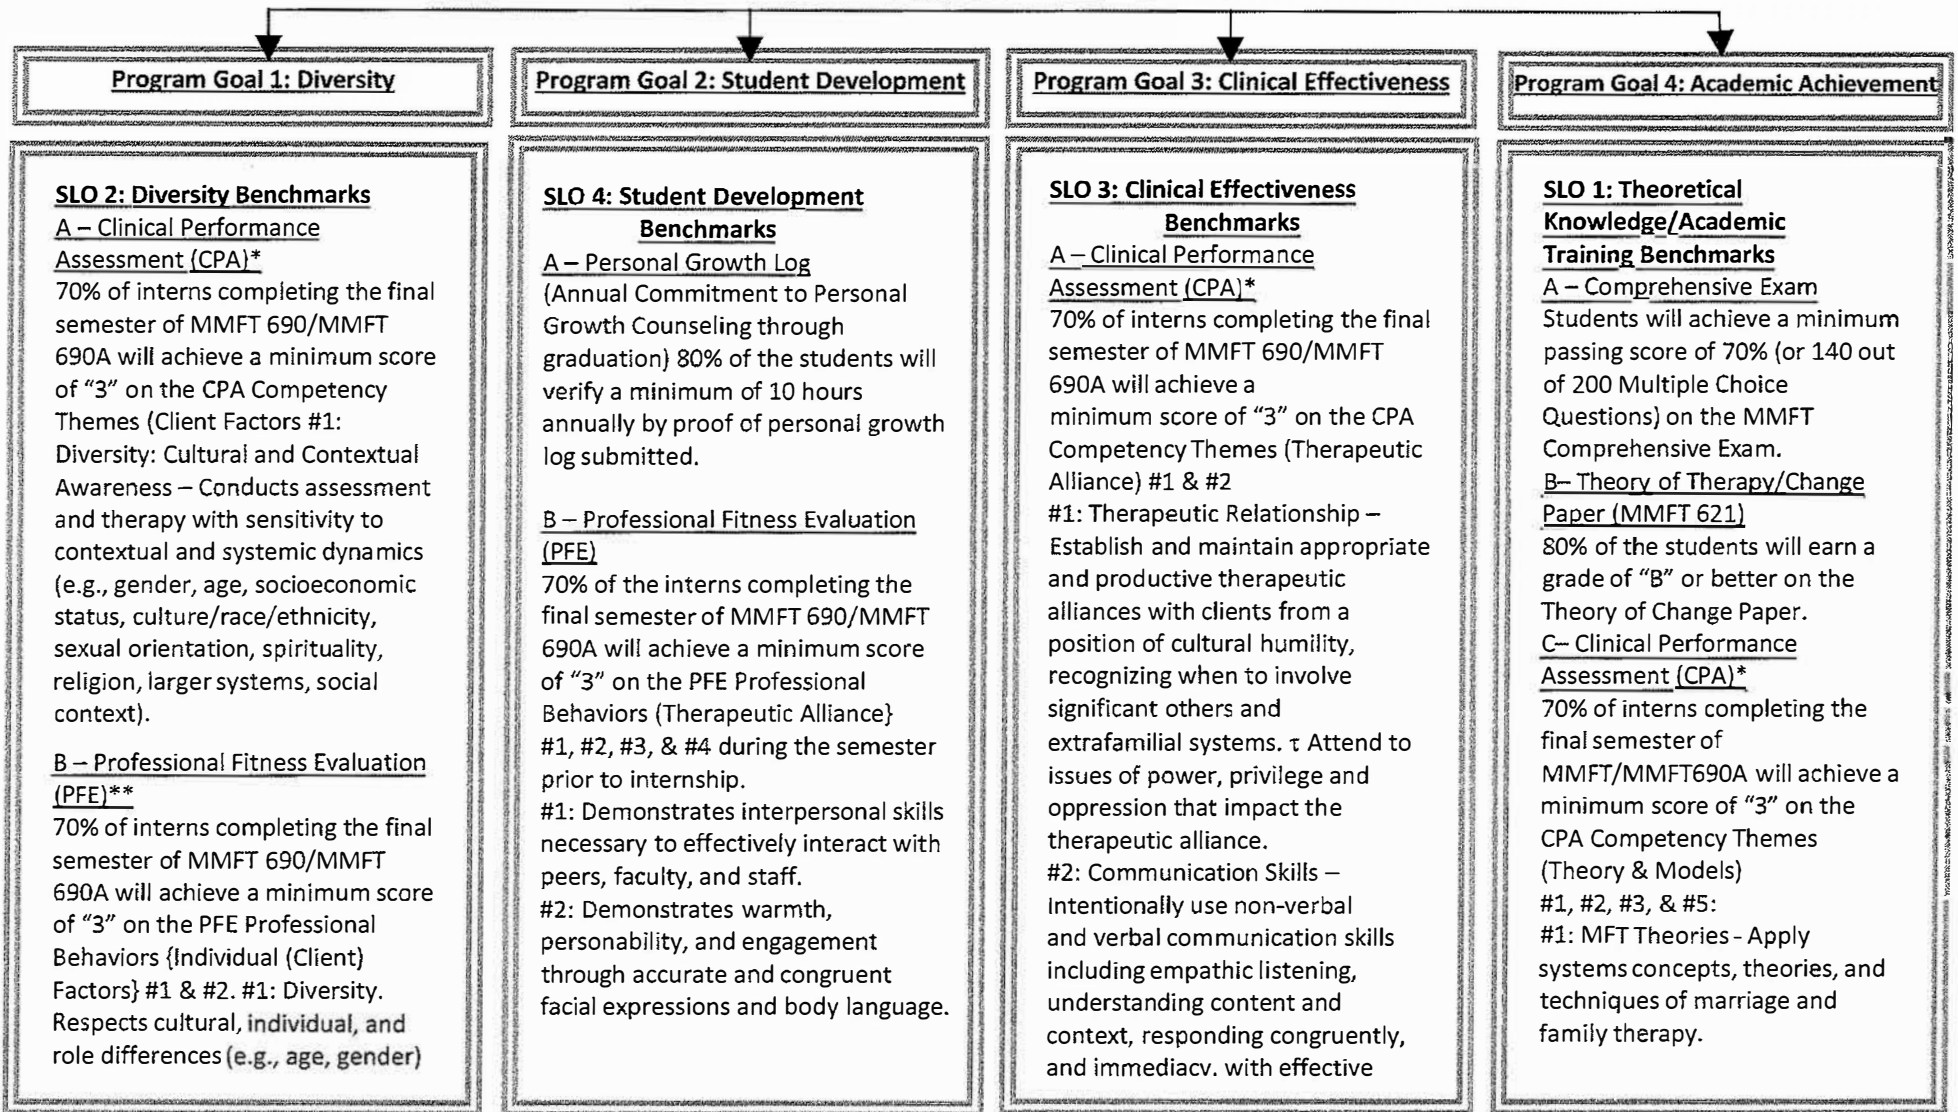 Program Goal 1: Diversity
SLO 2: Diversity Benchmarks
A – Clinical Performance
Assessment (CPA)*
70% of interns completing the final
semester of MMFT 690/MMFT
690A will achieve a minimum score
of “3” on the CPA Competency
Themes (Client Factors #1:
Diversity: Cultural and Contextual
Awareness – Conducts assessment
and therapy with sensitivity to
contextual and systemic dynamics
(e.g., gender, age, socioeconomic
status, culture/race/ethnicity,
sexual orientation, spirituality,
religion, larger systems, social
context).
B – Professional Fitness Evaluation
(PFE)**
70% of interns completing the final
semester of MMFT 690/MMFT
690A will achieve a minimum score
of “3” on the PFE Professional
Behaviors {Individual (Client)
Factors} #1 & #2. #1: Diversity.
Respects cultural, individual, and
role differences (e.g., age, gender)
Program Goal 2: Student Development
SLO 4: Student Development
Benchmarks
A – Personal Growth Log
(Annual Commitment to Personal
Growth Counseling through
graduation) 80% of the students will
verify a minimum of 10 hours
annually by proof of personal growth
log submitted.
B – Professional Fitness Evaluation
(PFE)
70% of the interns completing the
final semester of MMFT 690/MMFT
690A will achieve a minimum score
of “3” on the PFE Professional
Behaviors (Therapeutic Alliance}
#1, #2, #3, & #4 during the semester
prior to internship.
#1: Demonstrates interpersonal skills
necessary to effectively interact with
peers, faculty, and staff.
#2: Demonstrates warmth,
personability, and engagement
through accurate and congruent
facial expressions and body language.
Program Goal 3: Clinical Effectiveness
SLO 3: Clinical Effectiveness
Benchmarks
A – Clinical Performance
Assessment (CPA)*
70% of interns completing the final
semester of MMFT 690/MMFT
690A will achieve a
minimum score of “3” on the CPA
Competency Themes (Therapeutic
Alliance) #1 & #2
#1: Therapeutic Relationship –
Establish and maintain appropriate
and productive therapeutic
alliances with clients from a
position of cultural humility,
recognizing when to involve
significant others and
extrafamilial systems. τ Attend to
issues of power, privilege and
oppression that impact the
therapeutic alliance.
#2: Communication Skills –
Intentionally use non-verbal
and verbal communication skills
including empathic listening,
understanding content and
context, responding congruently,
and immediacy. with effective
Program Goal 4: Academic Achievement
SLO 1: Theoretical
Knowledge/Academic
Training Benchmarks
A – Comprehensive Exam
Students will achieve a minimum
passing score of 70% (or 140 out
of 200 Multiple Choice
Questions) on the MMFT
Comprehensive Exam.
B– Theory of Therapy/Change
Paper (MMFT 621)
80% of the students will earn a
grade of “B” or better on the
Theory of Change Paper.
C– Clinical Performance
Assessment (CPA)*
70% of interns completing the
final semester of
MMFT/MMFT690A will achieve a
minimum score of “3” on the
CPA Competency Themes
(Theory & Models)
#1, #2, #3, & #5:
#1: MFT Theories - Apply
systems concepts, theories, and
techniques of marriage and
family therapy.